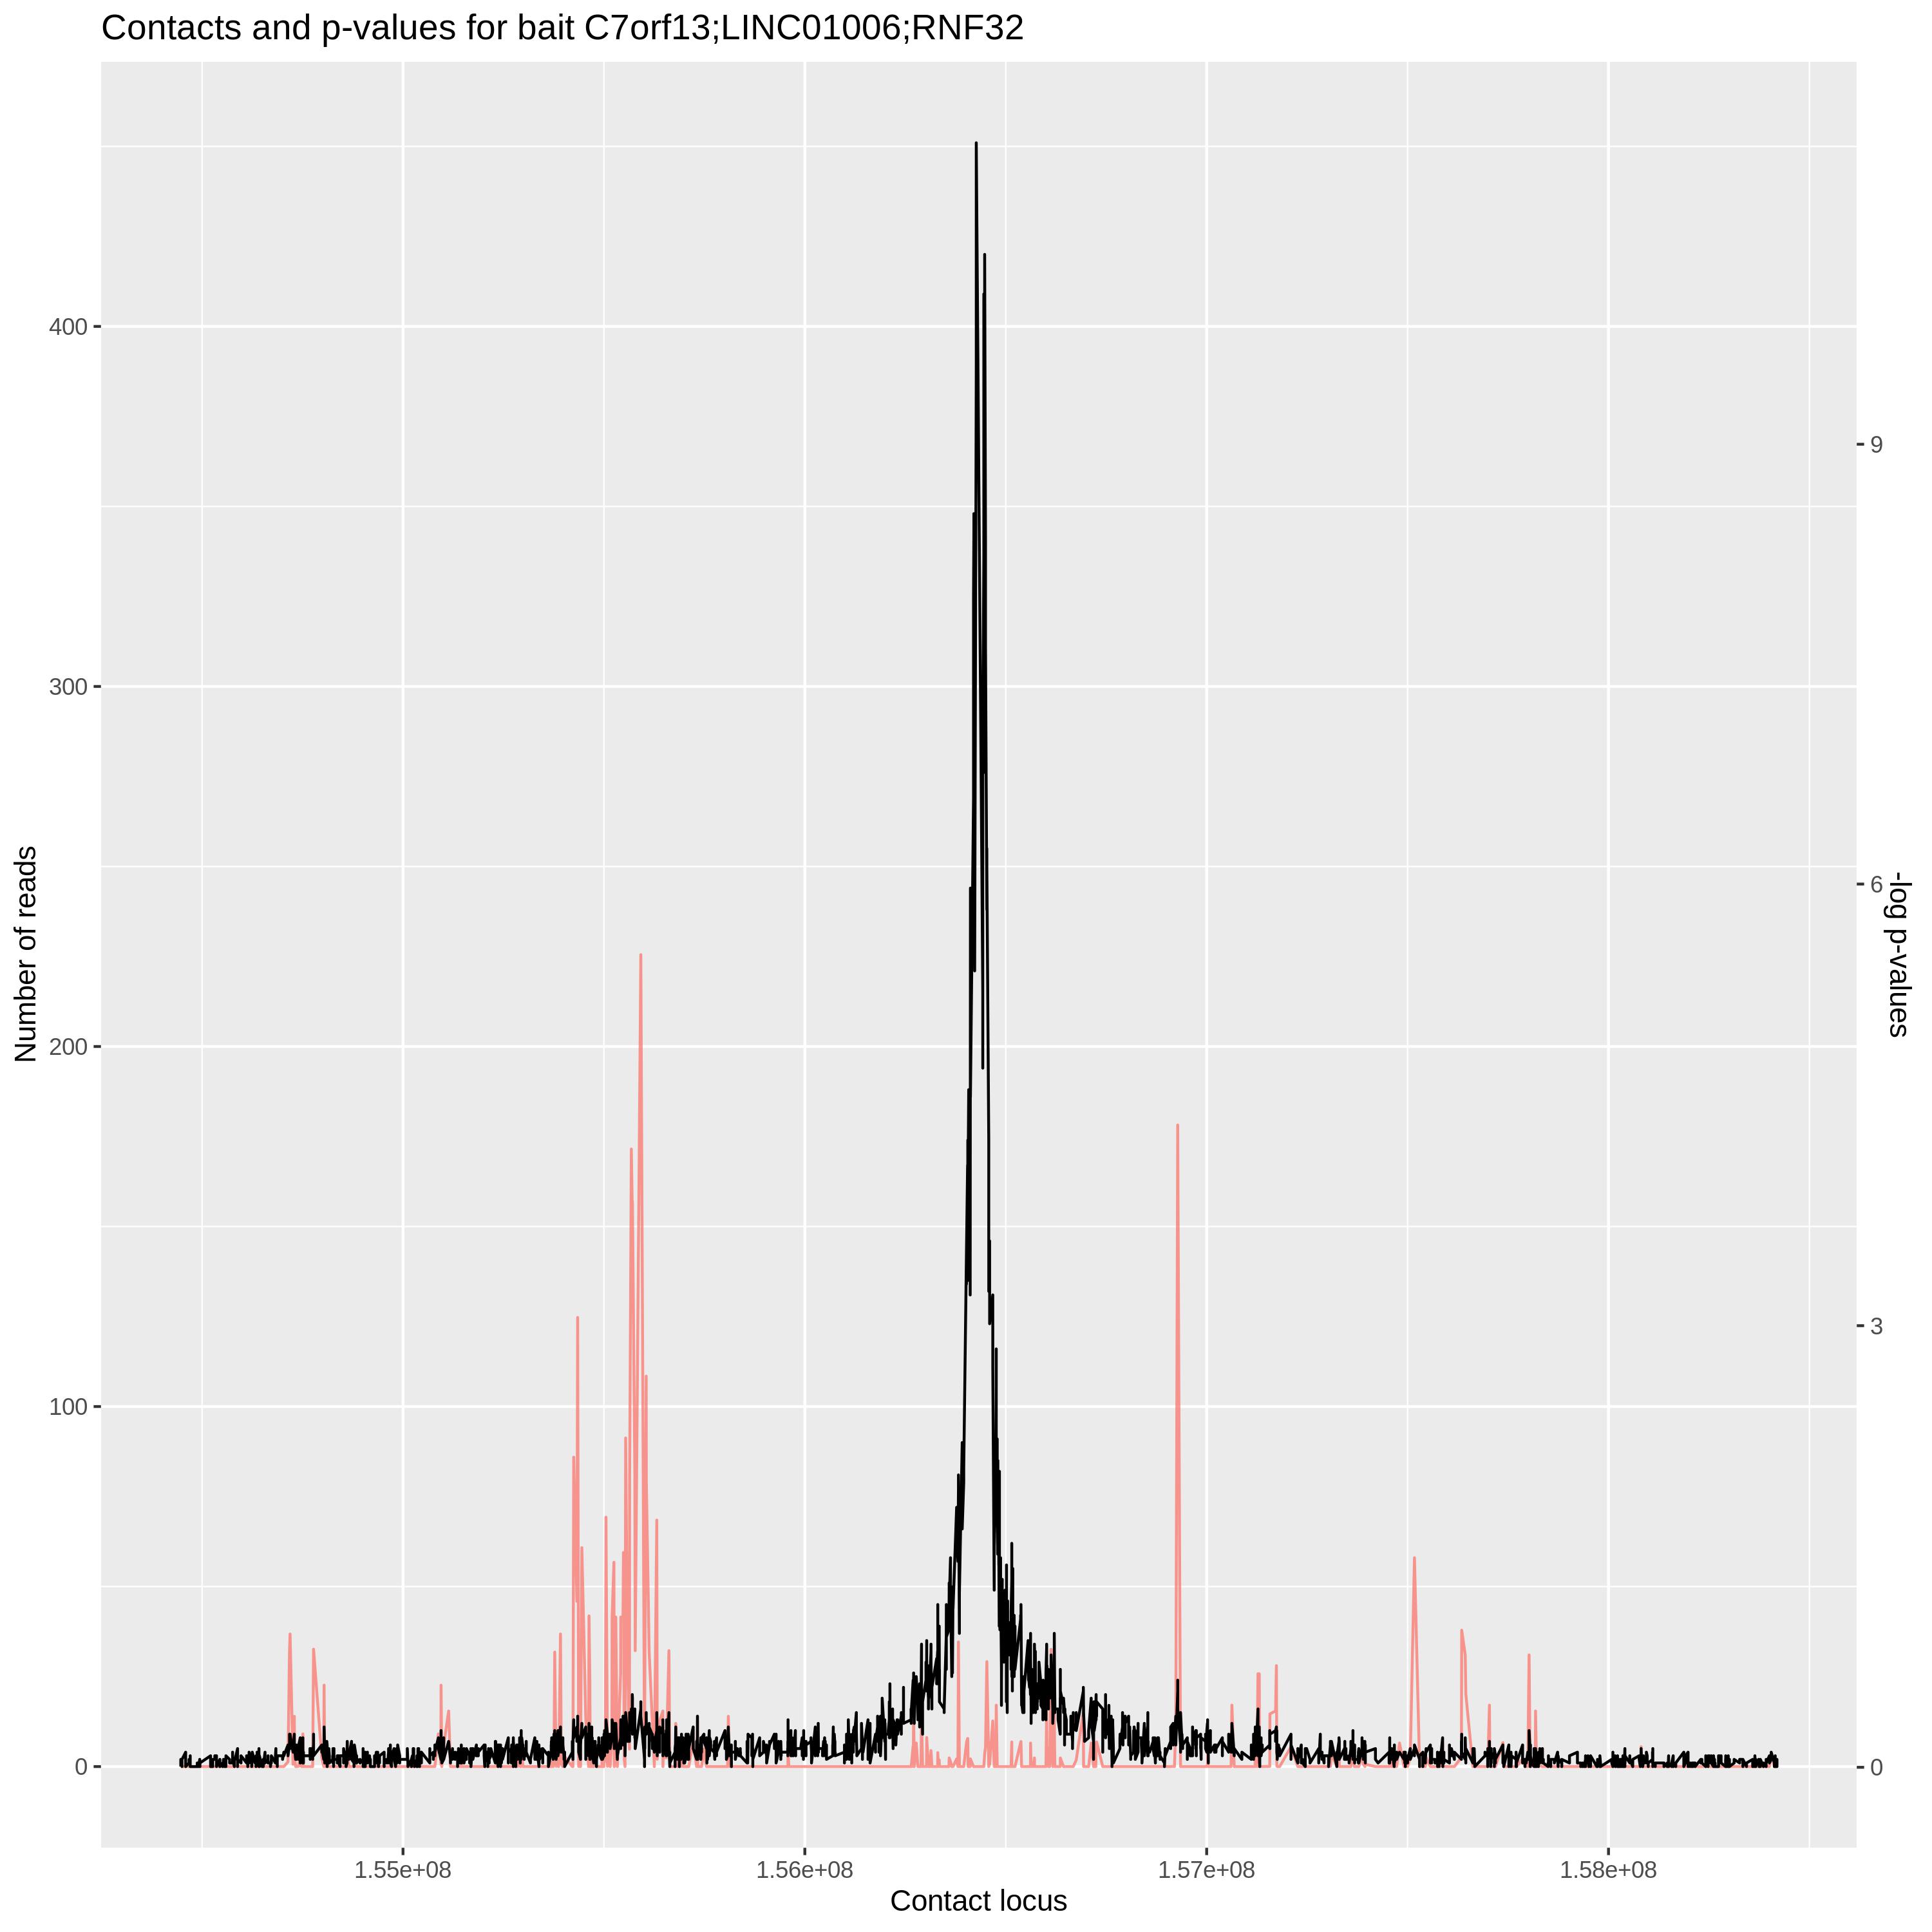 Contacts and p-values for bait C7orf13;LINC01006;RNF32
Number of reads
400
300
200
100
0
9
6
3
0
-log p-values
1.55e+08 1.56e+08 1.57e+08 1.58e+08
Contact locus